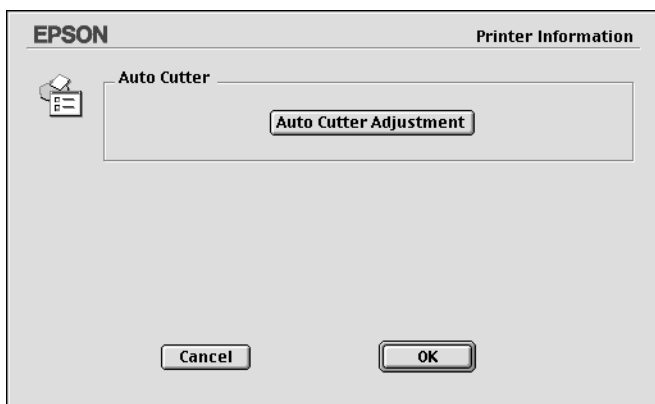 EPSON
Printer Information
Auto Cutter
Auto Cutter Adjustment
Cancel
OK